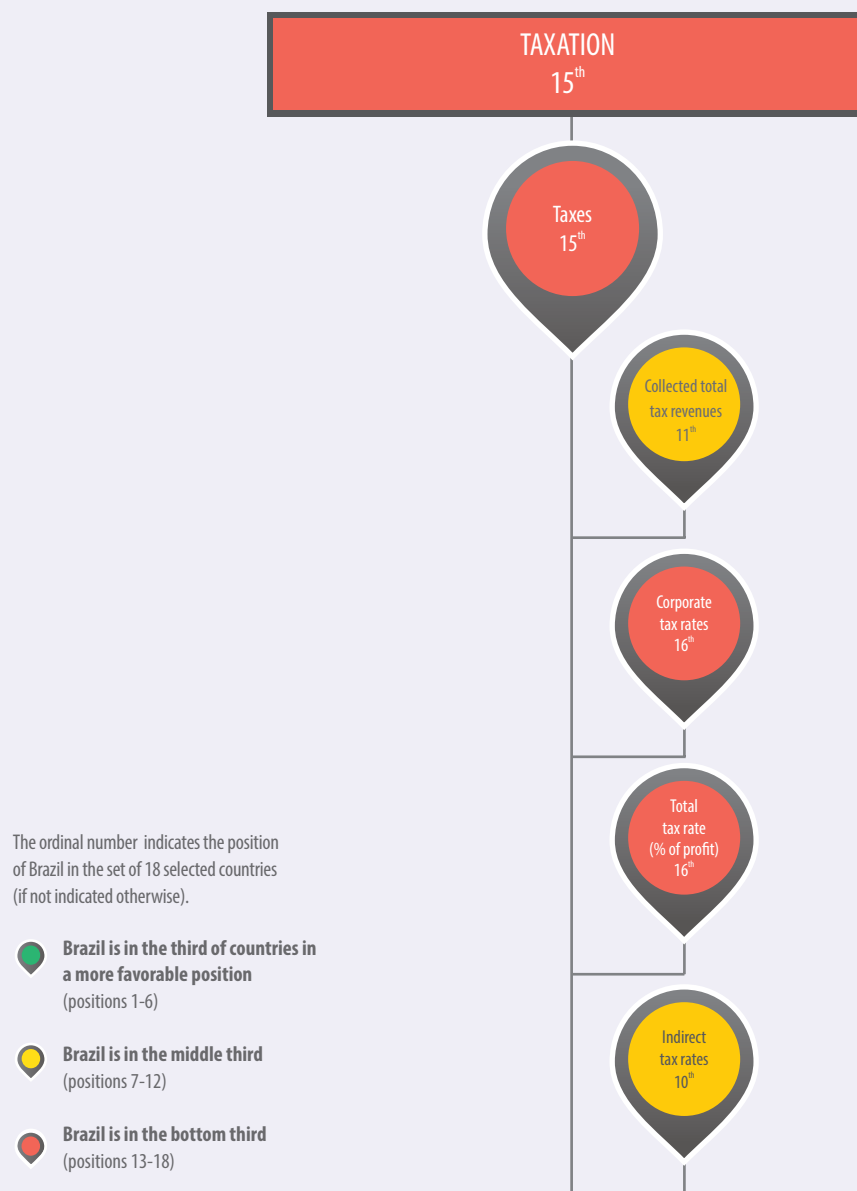 TAXATION
15th
Taxes
15th
Collected total
tax revenues
11th
Corporate
tax rates
16th
Total
tax rate
(% of profit)
16th
Indirect
tax rates
10th
The ordinal number indicates the position
of Brazil in the set of 18 selected countries
(if not indicated otherwise).
Brazil is in the third of countries in
a more favorable position
(positions 1-6)
Brazil is in the middle third
(positions 7-12)
Brazil is in the bottom third
(positions 13-18)